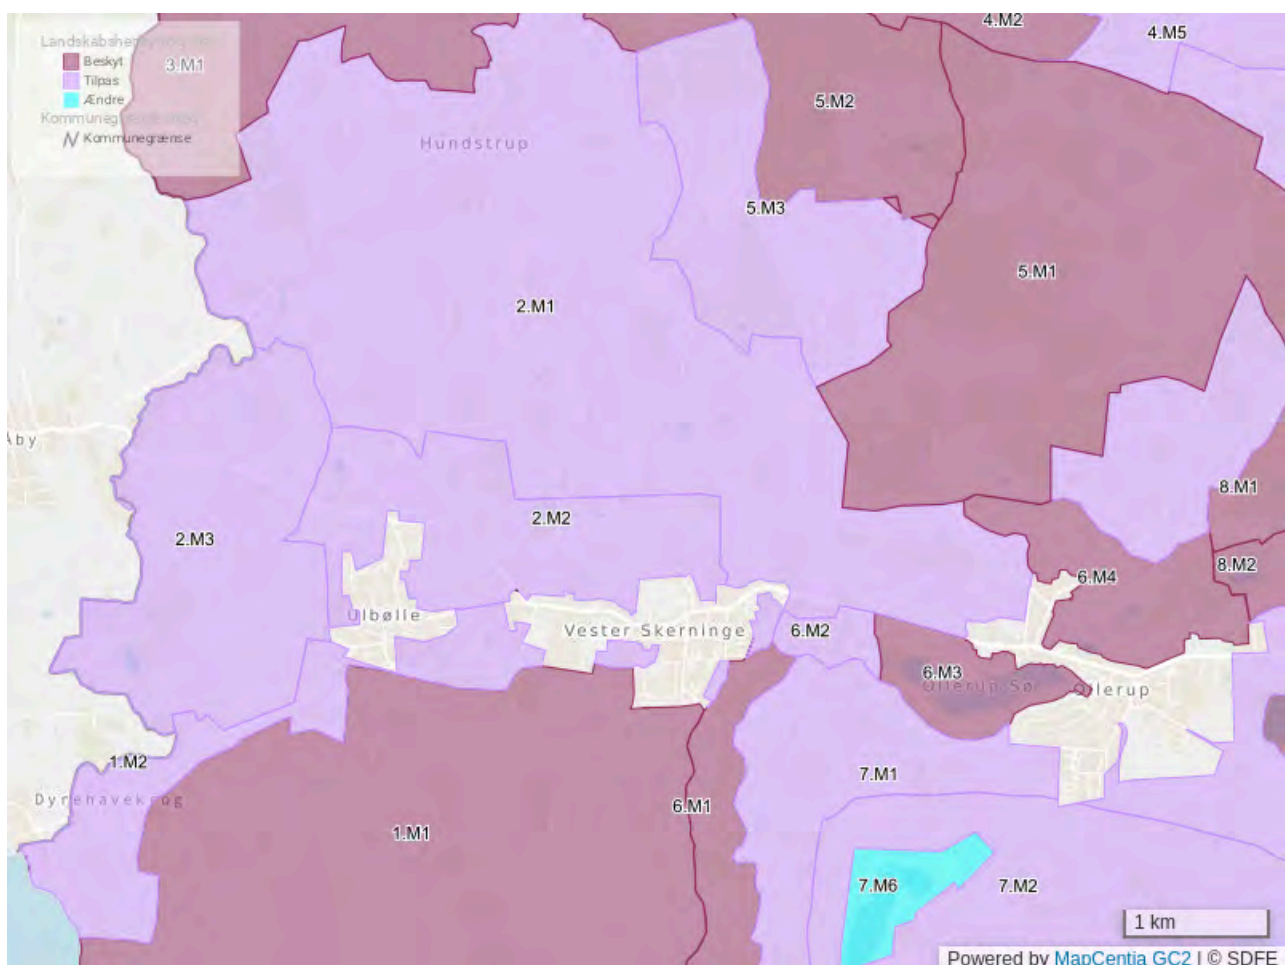 4.M2
4.M5
Beskyt
3.M1
Tilpas
Ændre
Kommunegrænse
5.M2
Hundstrup
5.M3
5.M1
2.M1
Åby
8.M1
2.M2
2.M3
8.M2
6.M4
Ulbølle
Vester Skerninge
6.M2
6.M3
Ollerup Sø
Ollerup
1.M2
7.M1
Dyrehavekrog
6.M1
1.M1
7.M6
7.M2
1 km
Powered by MapCentia GC2 | © SDFE